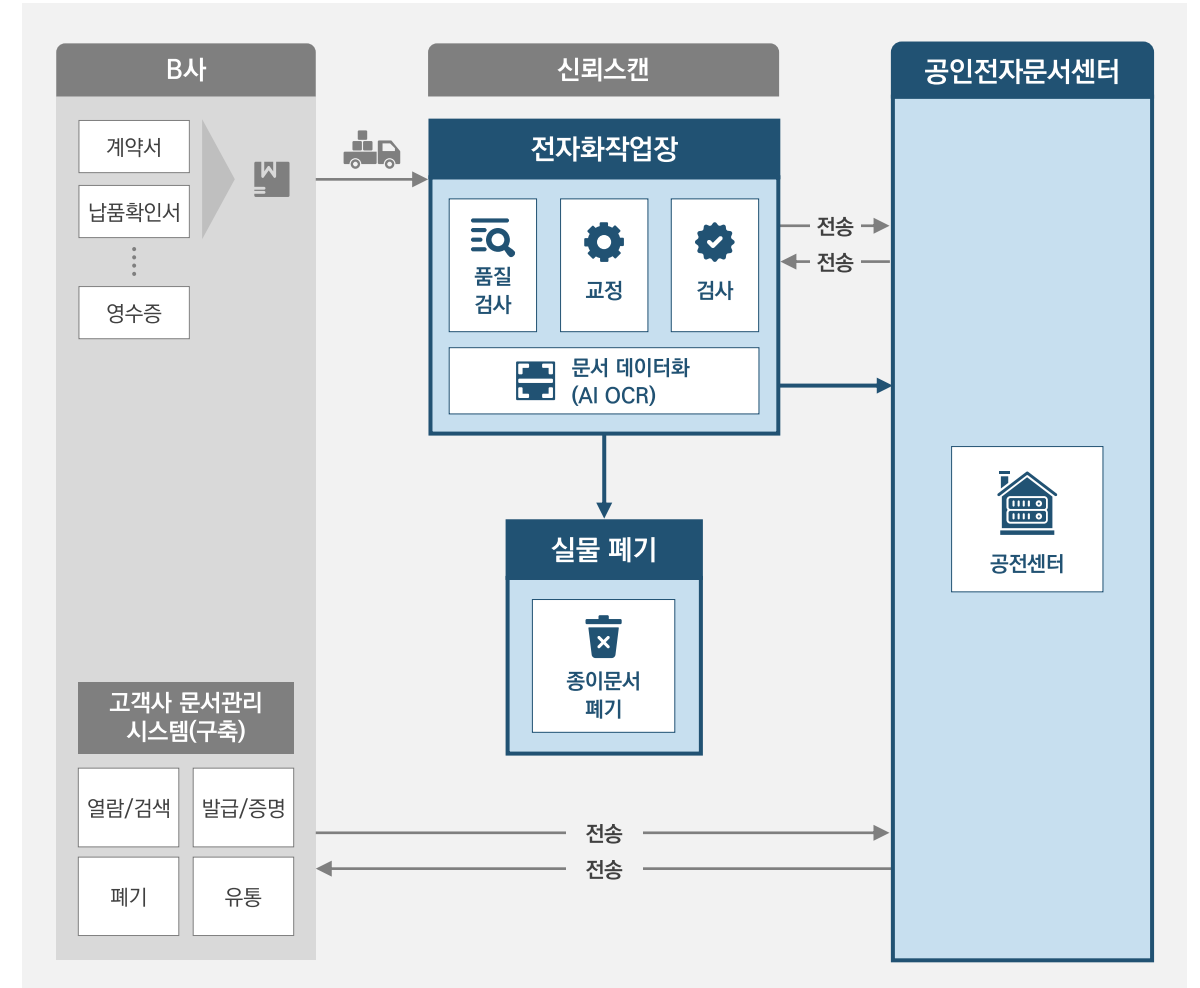 B사
계약서
납품확인서
영수증
고객사 문서관리
시스템(구축)
열람/검색
발급/증명
폐기
유통
신뢰스캔
전자화작업장
품질
검사
교정
검사
문서 데이터화
(AI OCR)
실물 폐기
종이문서
폐기
전송
전송
전송
전송
공인전자문서센터
공전센터